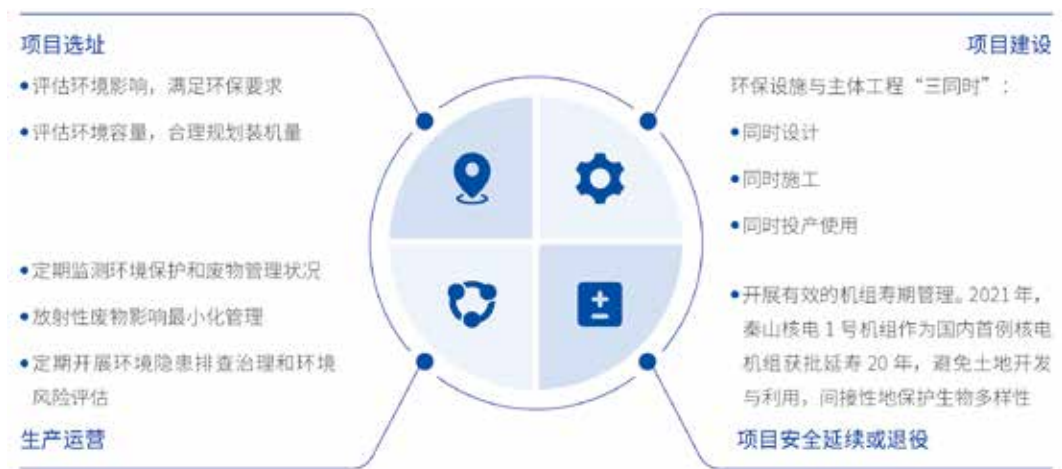 项目选址
●评估环境影响，满足环保要求
●评估环境容量，合理规划装机量
项目建设
环保设施与主体工程“三同时”：
●同时设计
●同时施工
●同时投产使用
●定期监测环境保护和废物管理状况
●放射性废物影响最小化管理
●定期开展环境隐患排查治理和环境
风险评估
生产运营
●开展有效的机组寿期管理。2021年，
秦山核电1号机组作为国内首例核电
机组获批延寿20年，避免土地开发
与利用，间接性地保护生物多样性
项目安全延续或退役